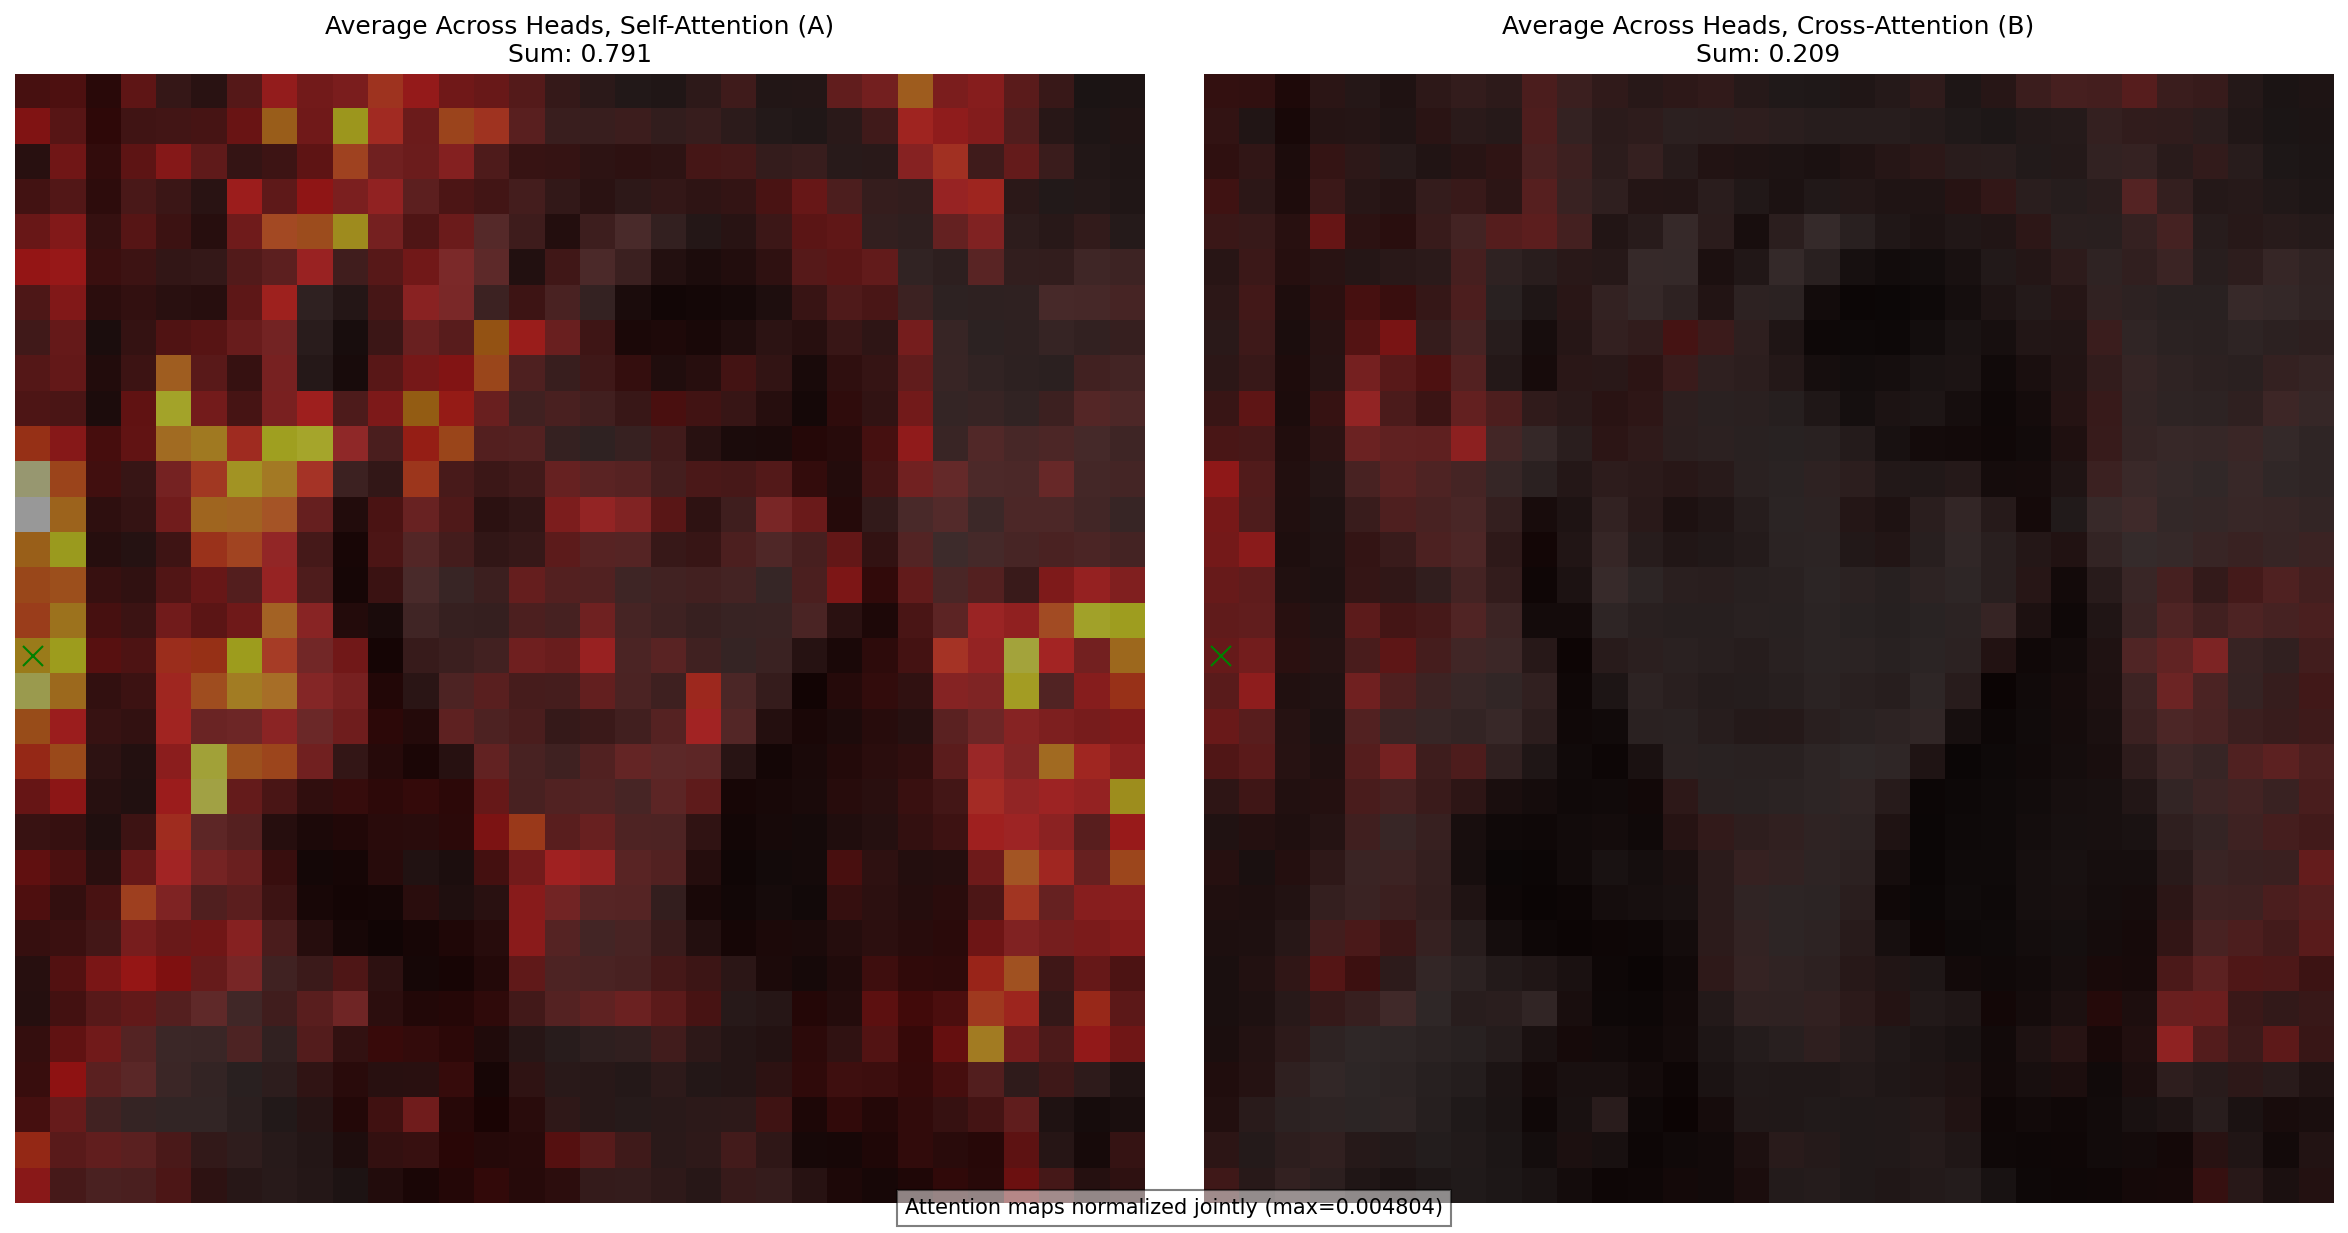 Average Across Heads, Self-Attention (A)
Sum: 0.791
Average Across Heads, Cross-Attention (B)
Sum: 0.209
Attention maps normalized jointly (max=0.004804)